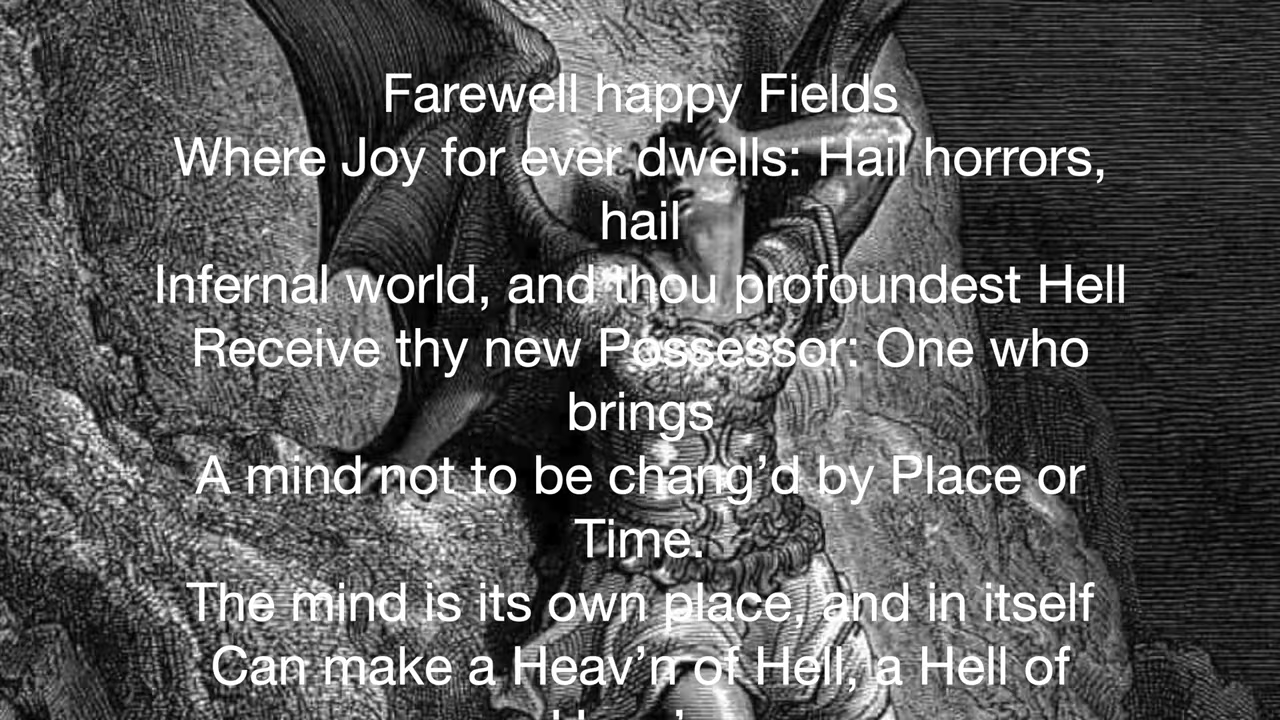 Farewell happy Fields
Where Joy for ever dwells: Hail horrors,
hail
Infernal world, and thou profoundest Hell
Receive thy new Possessor: One who
brings
A mind not to be chang’d by Place or
Time.
The mind is its own place, and in itself
Can make a Heav’n of Hell, a Hell of